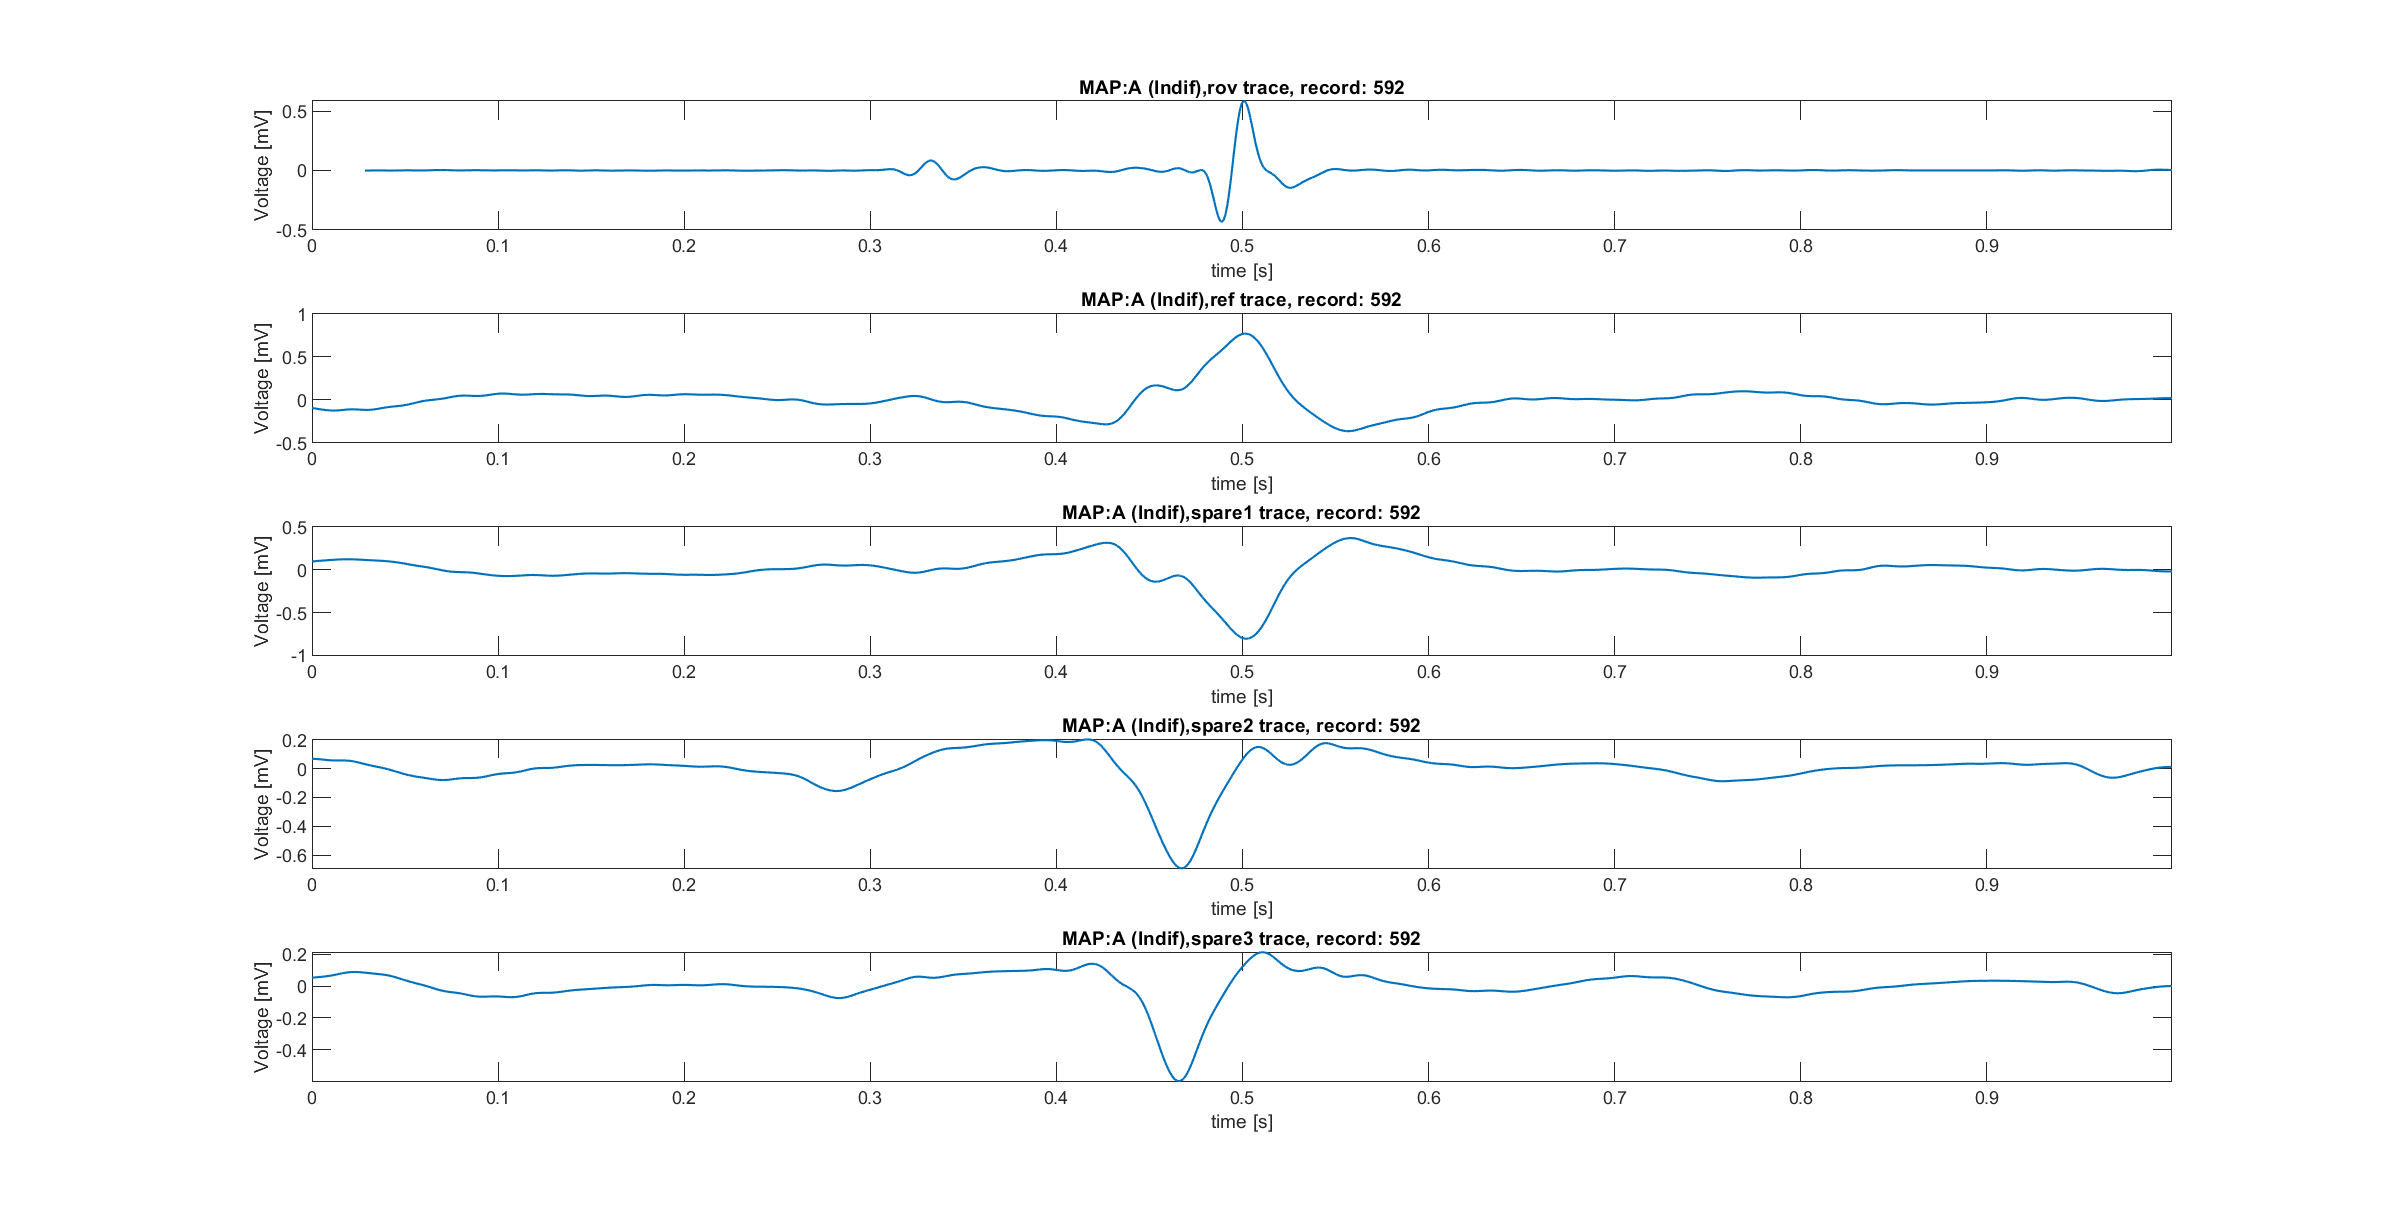 MAP:A (Indif),rov trace, record: 592
Voltage [mV]
0.5
0
-0.5
0 0.1 0.2 0.3 0.4 0.5 0.6 0.7 0.8 0.9
time [s]
MAP:A (Indif),ref trace, record: 592
Voltage [mV]
1
0.5
0
-0.5
0 0.1 0.2 0.3 0.4 0.5 0.6 0.7 0.8 0.9
time [s]
MAP:A (Indif),spare1 trace, record: 592
Voltage [mV]
0.5
0
-0.5
-1
0 0.1 0.2 0.3 0.4 0.5 0.6 0.7 0.8 0.9
time [s]
MAP:A (Indif),spare2 trace, record: 592
Voltage [mV]
0.2
0
-0.2
-0.4
-0.6
0 0.1 0.2 0.3 0.4 0.5 0.6 0.7 0.8 0.9
time [s]
MAP:A (Indif),spare3 trace, record: 592
Voltage [mV]
0.2
0
-0.2
-0.4
0 0.1 0.2 0.3 0.4 0.5 0.6 0.7 0.8 0.9
time [s]